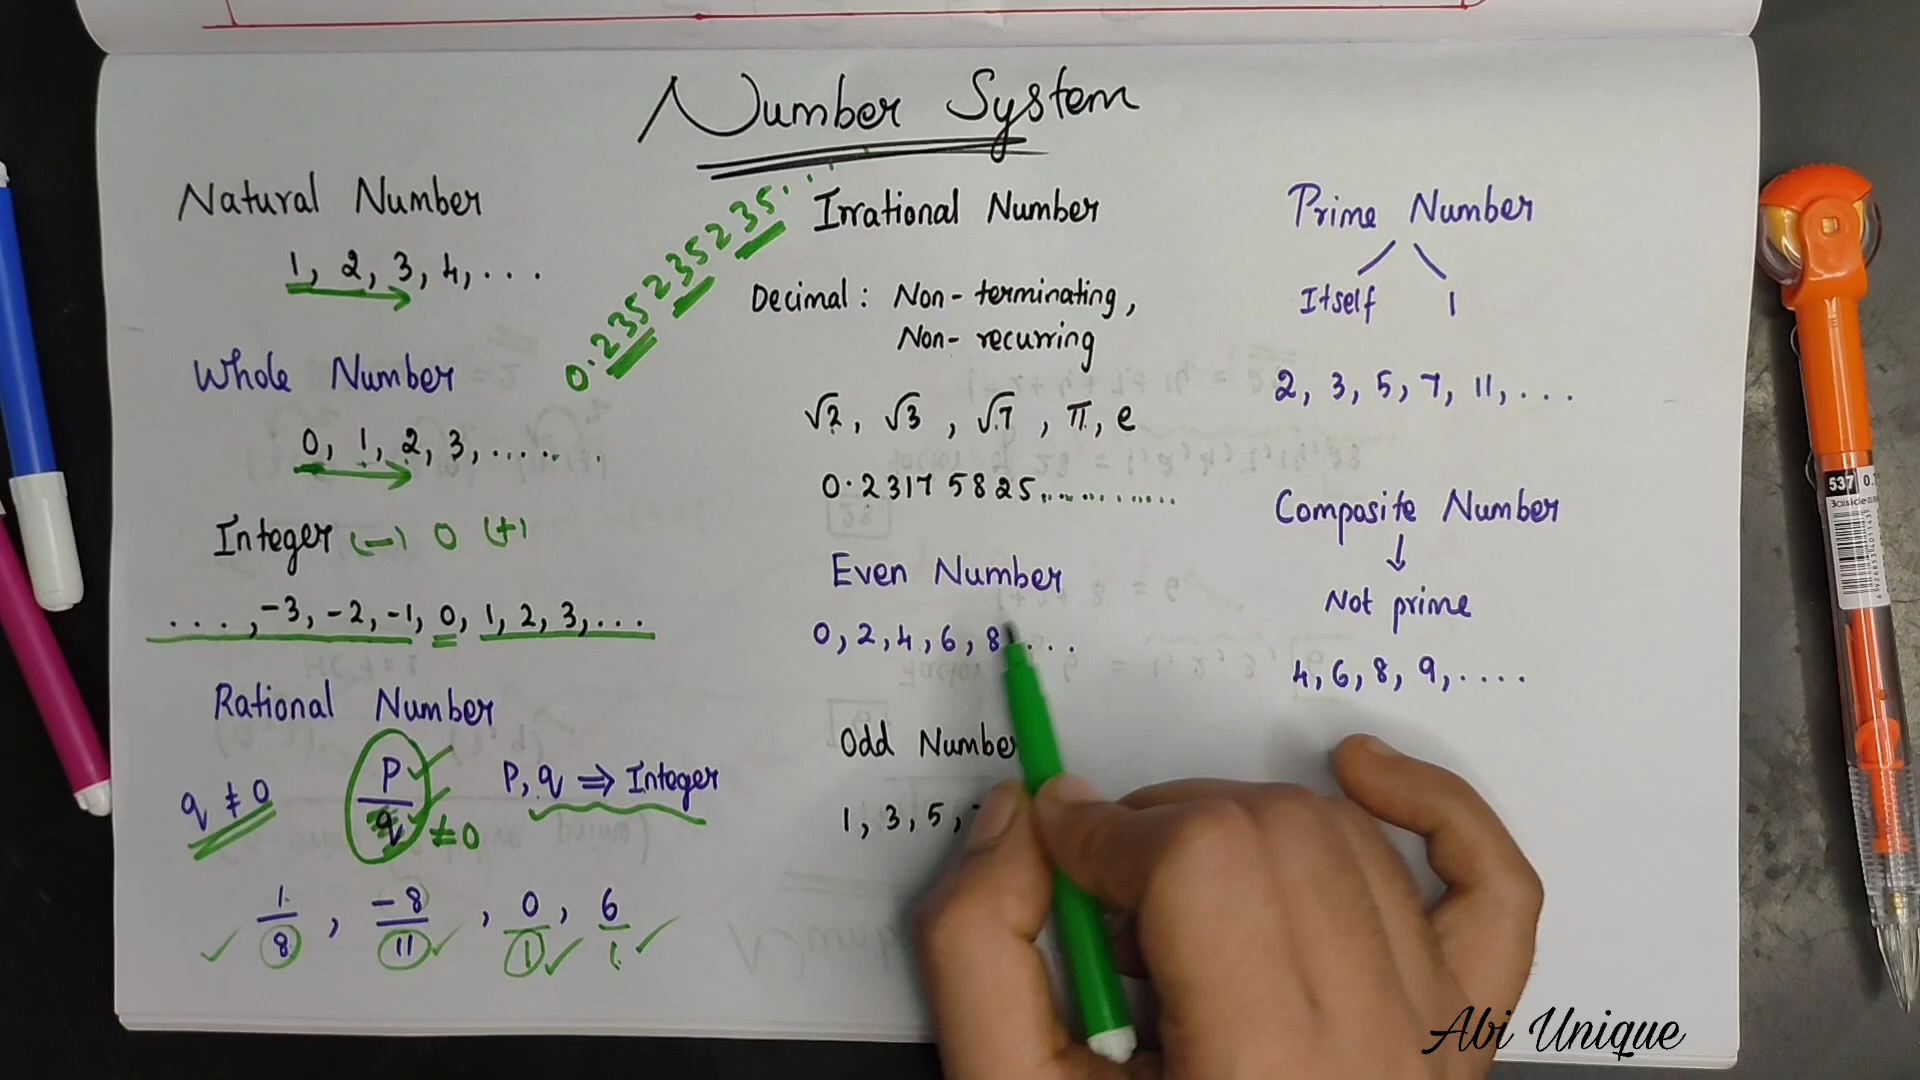 Number System
Natural Number
1, 2, 3, 4, ...
Whole Number
0, 1, 2, 3, .....
Integer (-) 0 (+)
...., -3, -2, -1, 0, 1, 2, 3, ...
Rational Number
q ≠ 0
p/q ≠ 0
P, q ⇒ Integer
1/8, -8/11, 0/1, 6/1
0.235235235...
Irrational Number
Decimal: Non-terminating,
Non-recurring
√2, √3, √7, π, e
0.23175825............
Even Number
0, 2, 4, 6, 8, ...
Odd Number
1, 3, 5,
Prime Number
Itself 1
2, 3, 5, 7, 11, ...
Composite Number
↓
Not prime
4, 6, 8, 9, ....
537 0.7
Abi Unique